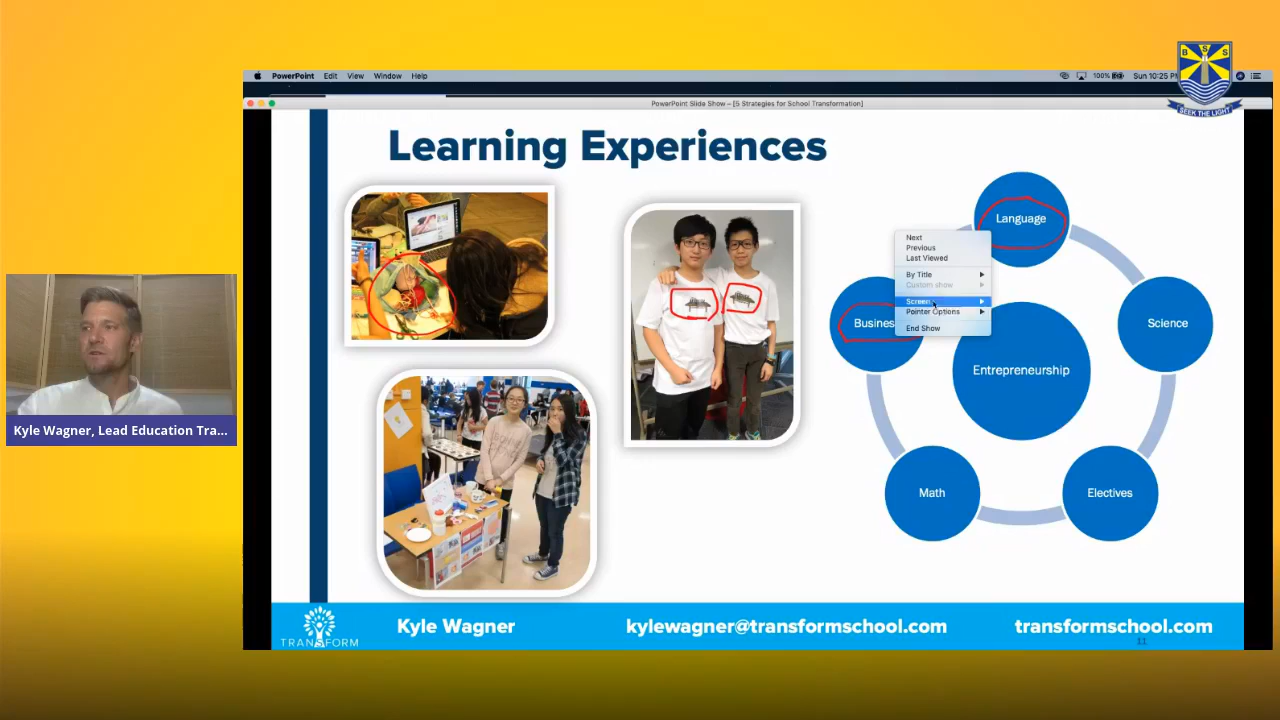 PowerPoint Edit View Window Help
100% Sun 10:25 P
PowerPoint Slide Show – [5 Strategies for School Transformation]
B S S
SEEK THE LIGHT
Learning Experiences
Language
Next
Previous
Last Viewed
By Title
Custom show
Screen
Pointer Options
End Show
Busines
Science
Entrepreneurship
Math
Electives
Kyle Wagner, Lead Education Tra...
TRANSFORM
Kyle Wagner
kylewagner@transformschool.com
transformschool.com
11